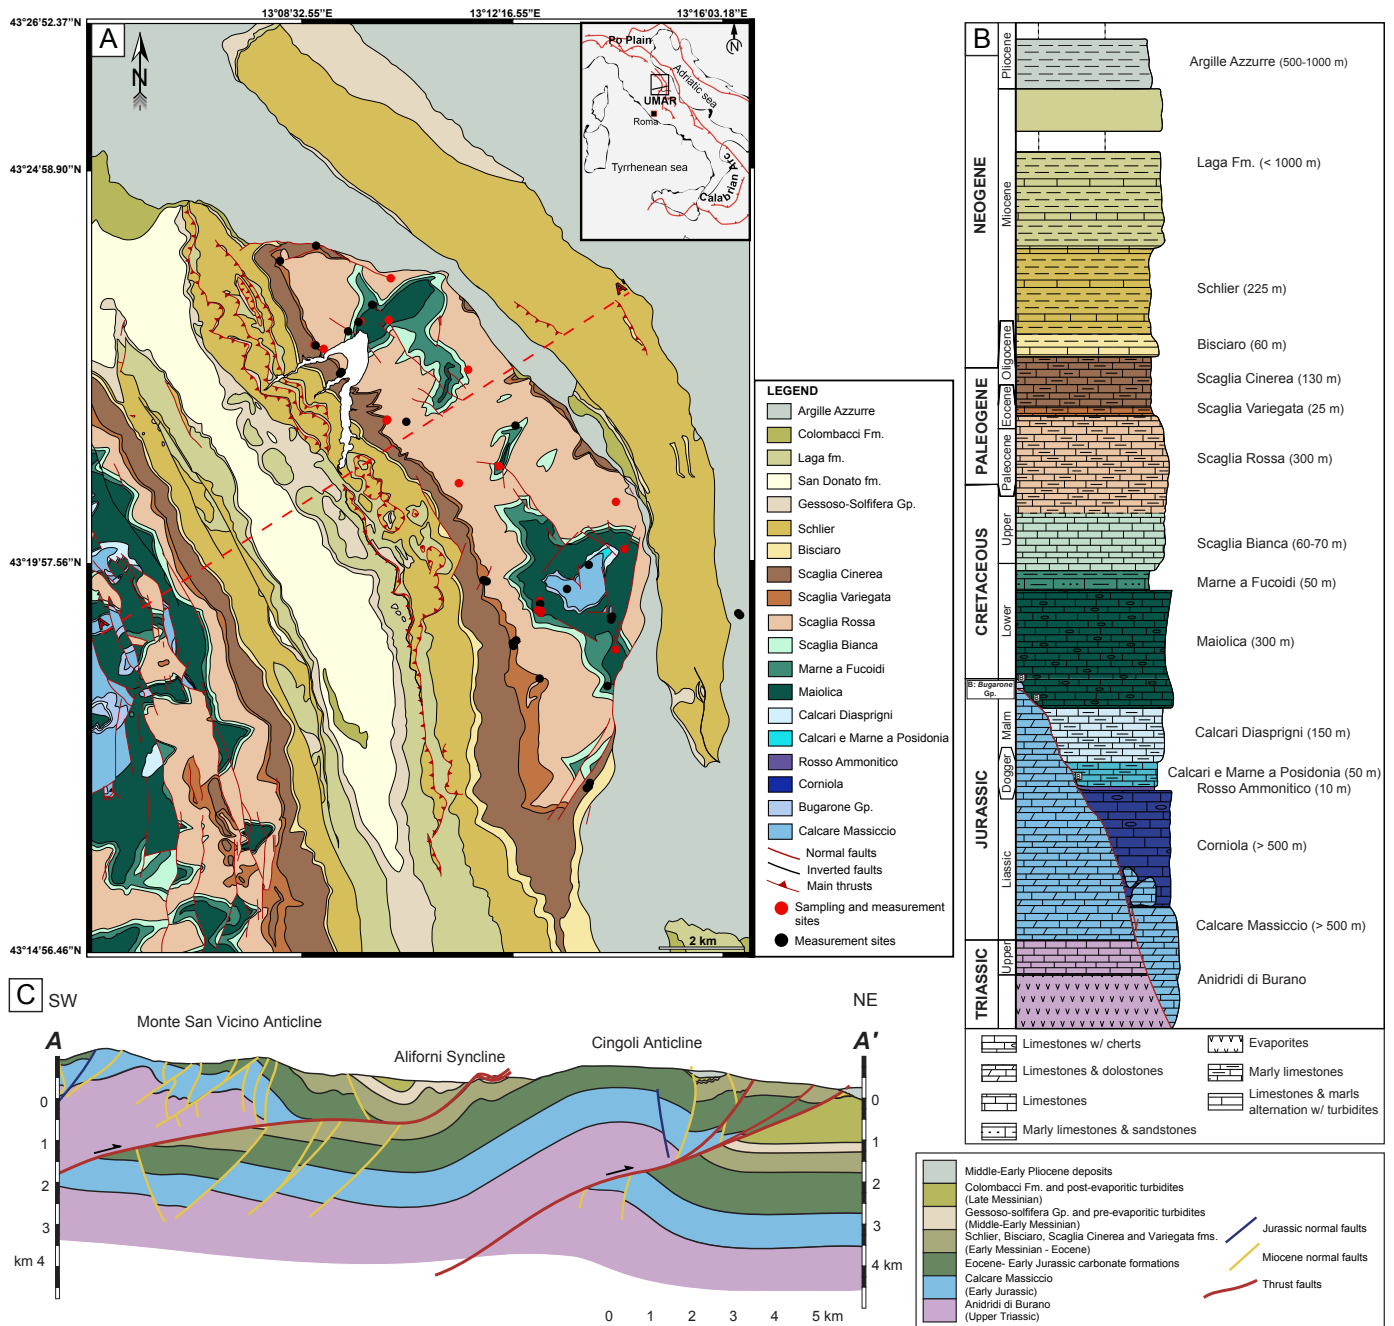 13°08'32.55"E
13°12'16.55"E
13°16'03.18"E
43°26'52.37"N
43°24'58.90"N
43°19'57.56"N
43°14'56.46"N
A
N
Po Plain
N
Adriatic sea
UMAR
Roma
Tyrrhenean sea
Calabrian Arc
A'
A
2 km
LEGEND
Argille Azzurre
Colombacci Fm.
Laga fm.
San Donato fm.
Gessoso-Solfifera Gp.
Schlier
Bisciaro
Scaglia Cinerea
Scaglia Variegata
Scaglia Rossa
Scaglia Bianca
Marne a Fucoidi
Maiolica
Calcari Diasprigni
Calcari e Marne a Posidonia
Rosso Ammonitico
Corniola
Bugarone Gp.
Calcare Massiccio
Normal faults
Inverted faults
Main thrusts
Sampling and measurement
sites
Measurement sites
B
NEOGENE
PALEOGENE
CRETACEOUS
JURASSIC
TRIASSIC
Pliocene
Miocene
Oligocene
Eocene
Paleocene
Upper
Lower
B: Bugarone
Gp.
Malm
Dogger
Liassic
Upper
B
B
B
Argille Azzurre (500-1000 m)
Laga Fm. (< 1000 m)
Schlier (225 m)
Bisciaro (60 m)
Scaglia Cinerea (130 m)
Scaglia Variegata (25 m)
Scaglia Rossa (300 m)
Scaglia Bianca (60-70 m)
Marne a Fucoidi (50 m)
Maiolica (300 m)
Calcari Diasprigni (150 m)
Calcari e Marne a Posidonia (50 m)
Rosso Ammonitico (10 m)
Corniola (> 500 m)
Calcare Massiccio (> 500 m)
Anidridi di Burano
Limestones w/ cherts
Limestones & dolostones
Limestones
Marly limestones & sandstones
Evaporites
Marly limestones
Limestones & marls
alternation w/ turbidites
C
SW
NE
Monte San Vicino Anticline
Aliforni Syncline
Cingoli Anticline
A
A'
0
1
2
3
km 4
0
1
2
3
4 km
0 1 2 3 4 5 km
Middle-Early Pliocene deposits
Colombacci Fm. and post-evaporitic turbidites
(Late Messinian)
Gessoso-solfifera Gp. and pre-evaporitic turbidites
(Middle-Early Messinian)
Schlier, Bisciaro, Scaglia Cinerea and Variegata fms.
(Early Messinian - Eocene)
Eocene- Early Jurassic carbonate formations
Calcare Massiccio
(Early Jurassic)
Anidridi di Burano
(Upper Triassic)
Jurassic normal faults
Miocene normal faults
Thrust faults